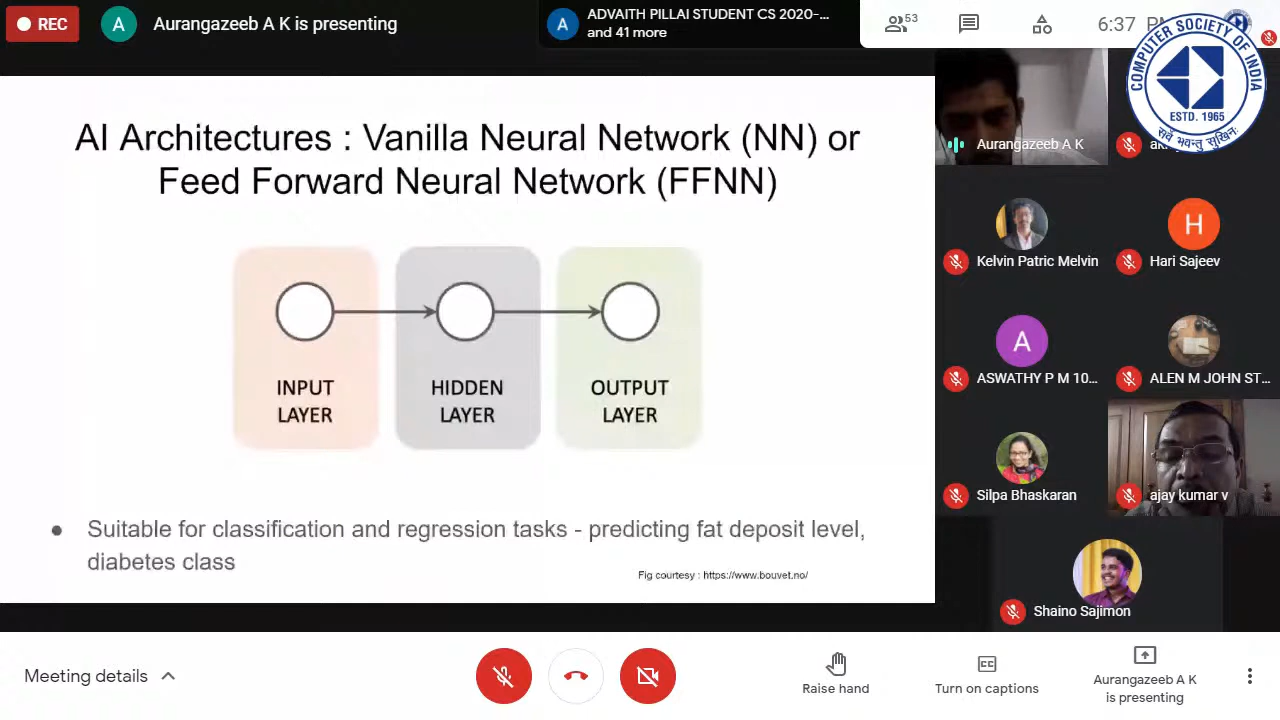 REC
A
Aurangazeeb A K is presenting
A
ADVAITH PILLAI STUDENT CS 2020-...
and 41 more
53
6:37
COMPUTER SOCIETY OF INDIA
ESTD. 1965
सर्वे भवन्तु सुखिनः
AI Architectures : Vanilla Neural Network (NN) or
Feed Forward Neural Network (FFNN)
INPUT
LAYER
HIDDEN
LAYER
OUTPUT
LAYER
● Suitable for classification and regression tasks - predicting fat deposit level,
diabetes class
Fig courtesy : https://www.bouvet.no/
Aurangazeeb A K
Kelvin Patric Melvin
H
Hari Sajeev
A
ASWATHY P M 10...
ALEN M JOHN ST...
Silpa Bhaskaran
ajay kumar v
Shaino Sajimon
Meeting details
Raise hand
CC
Turn on captions
Aurangazeeb A K
is presenting